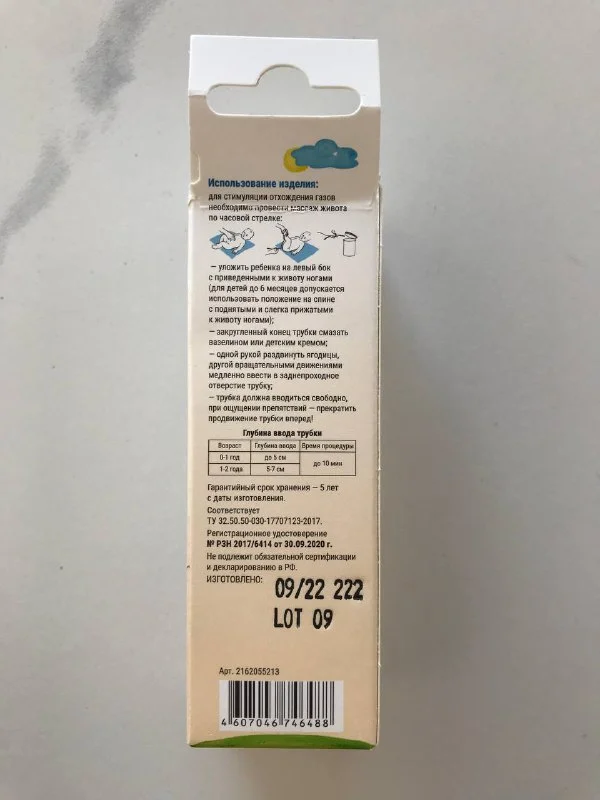 Использование изделия:
для стимуляции отхождения газов
необходимо провести массаж живота
по часовой стрелке:
— уложить ребенка на левый бок
с приведенными к животу ногами
(для детей до 6 месяцев допускается
использовать положение на спине
с поднятыми и слегка прижатыми
к животу ногами);
— закругленный конец трубки смазать
вазелином или детским кремом;
— одной рукой раздвинуть ягодицы,
другой вращательными движениями
медленно ввести в заднепроходное
отверстие трубку;
— трубка должна вводиться свободно,
при ощущении препятствий — прекратить
продвижение трубки вперед!
Глубина ввода трубки
Возраст Глубина ввода Время процедуры
0-1 год до 5 см до 10 мин
1-2 года 5-7 см
Гарантийный срок хранения — 5 лет
с даты изготовления.
Соответствует
ТУ 32.50.50-030-17707123-2017.
Регистрационное удостоверение
№ РЗН 2017/6414 от 30.09.2020 г.
Не подлежит обязательной сертификации
и декларированию в РФ.
ИЗГОТОВЛЕНО: 09/22 222
LOT 09
Арт. 2162055213
4 607046 746488